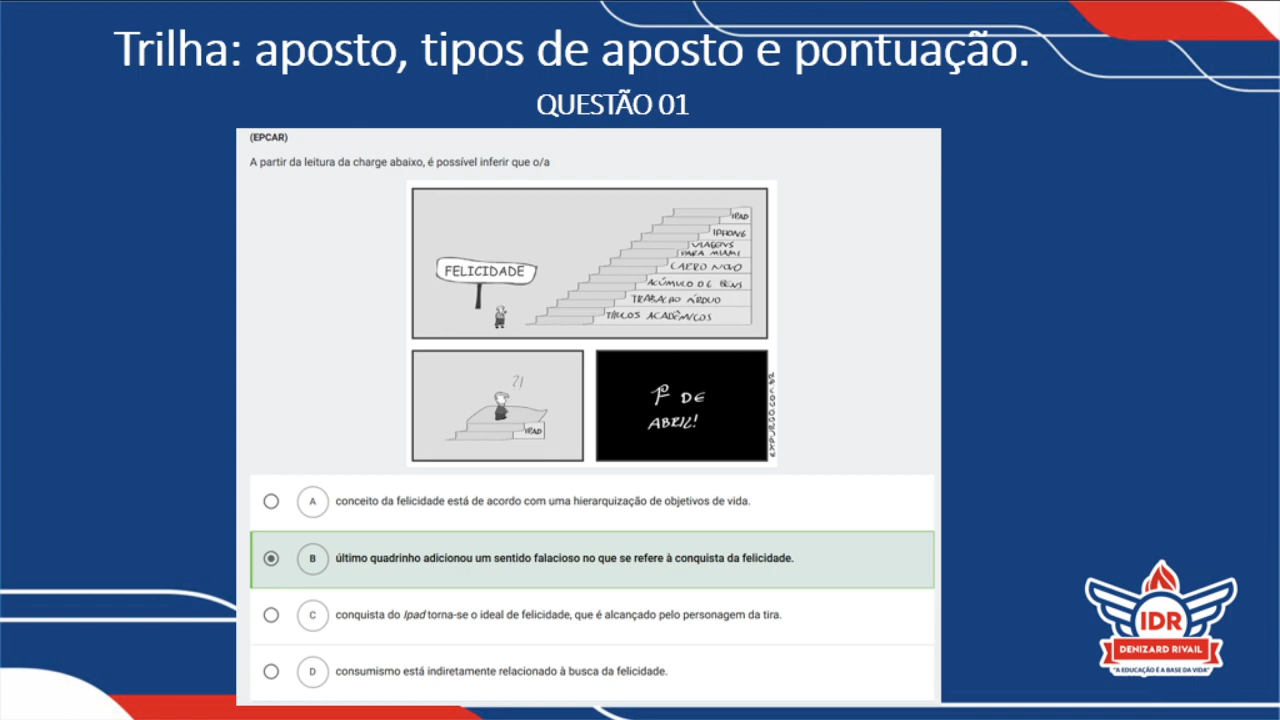 Trilha: aposto, tipos de aposto e pontuação.
QUESTÃO 01
(EPCAR)
A partir da leitura da charge abaixo, é possível inferir que o/a
FELICIDADE
IPAD
IPHONE
VIAGENS
PARA MIAMI
CARRO NOVO
ACÚMULO DE BENS
TRABALHO ÁRDUO
TÍTULOS ACADÊMICOS
?!
IPAD
1º DE
ABRIL!
EXPURGO.COM.BR
A conceito da felicidade está de acordo com uma hierarquização de objetivos de vida.
B último quadrinho adicionou um sentido falacioso no que se refere à conquista da felicidade.
C conquista do Ipad torna-se o ideal de felicidade, que é alcançado pelo personagem da tira.
D consumismo está indiretamente relacionado à busca da felicidade.
IDR
DENIZARD RIVAIL
"A EDUCAÇÃO É A BASE DA VIDA"